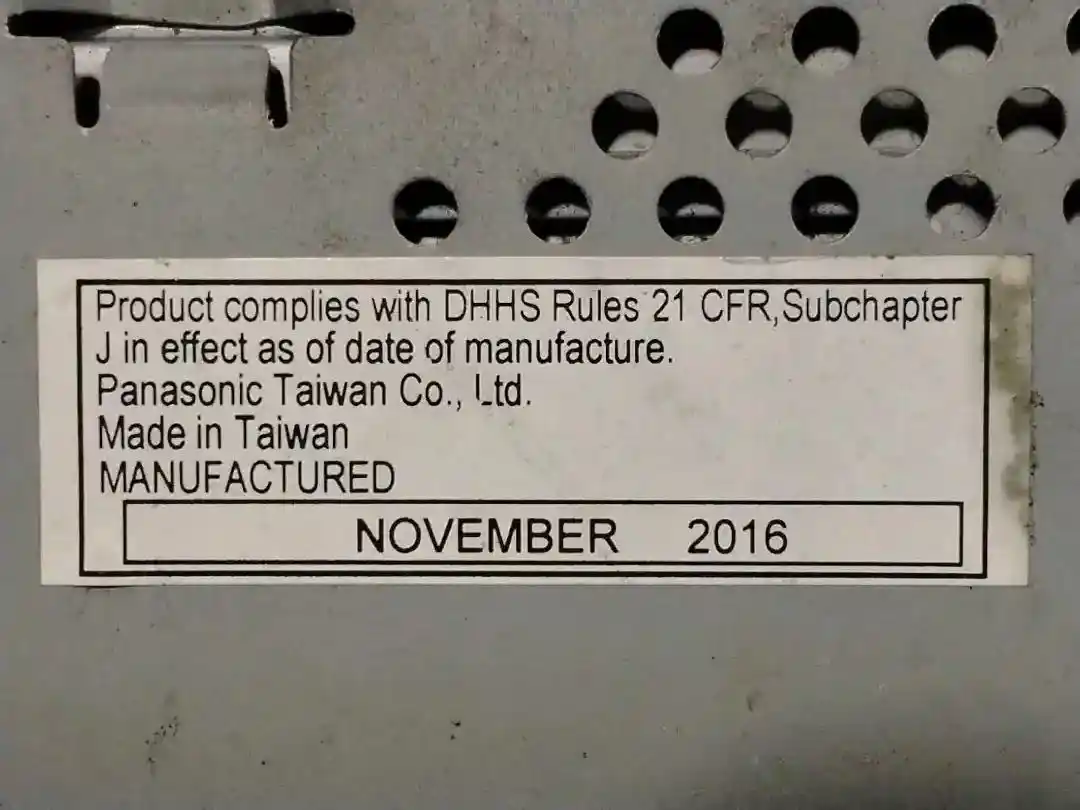 Product complies with DHHS Rules 21 CFR,Subchapter
J in effect as of date of manufacture.
Panasonic Taiwan Co., Ltd.
Made in Taiwan
MANUFACTURED
NOVEMBER 2016